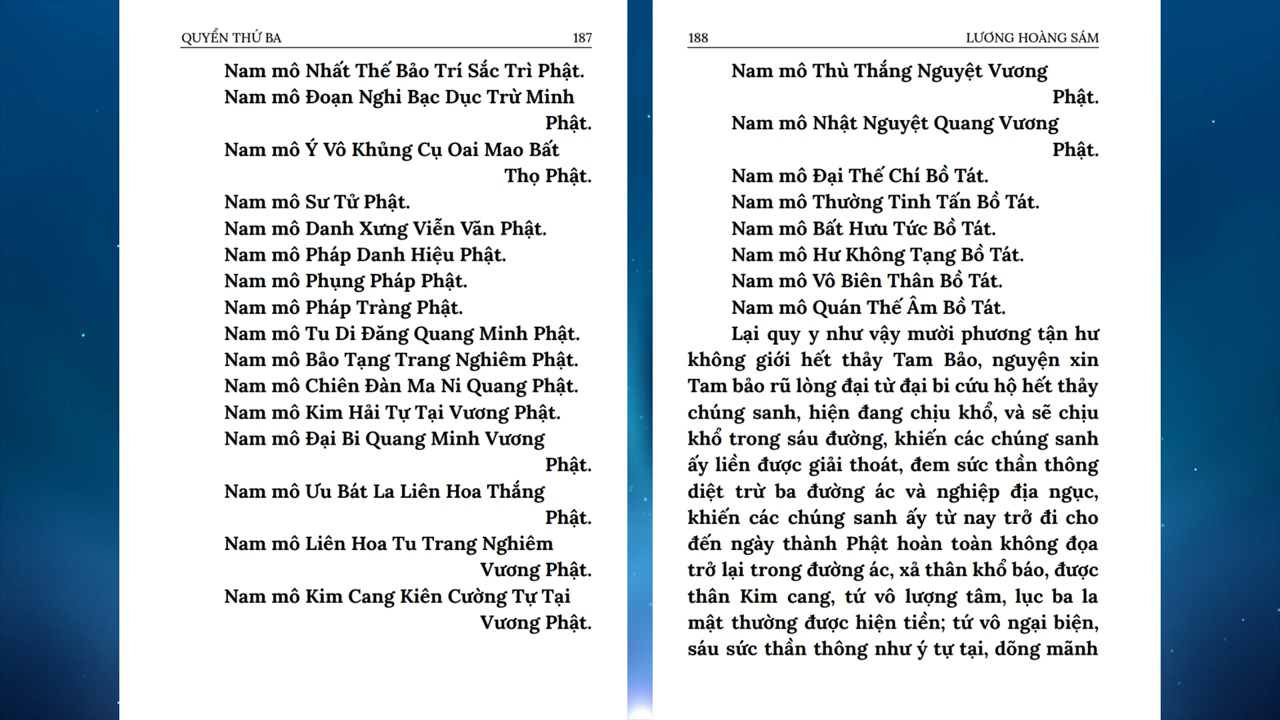 QUYỂN THỨ BA 187
Nam mô Nhất Thế Bảo Trí Sắc Trì Phật.
Nam mô Đoạn Nghi Bạc Dục Trừ Minh
Phật.
Nam mô Ý Vô Khủng Cụ Oai Mao Bất
Thọ Phật.
Nam mô Sư Tử Phật.
Nam mô Danh Xưng Viễn Văn Phật.
Nam mô Pháp Danh Hiệu Phật.
Nam mô Phụng Pháp Phật.
Nam mô Pháp Tràng Phật.
Nam mô Tu Di Đăng Quang Minh Phật.
Nam mô Bảo Tạng Trang Nghiêm Phật.
Nam mô Chiên Đàn Ma Ni Quang Phật.
Nam mô Kim Hải Tự Tại Vương Phật.
Nam mô Đại Bi Quang Minh Vương
Phật.
Nam mô Ưu Bát La Liên Hoa Thắng
Phật.
Nam mô Liên Hoa Tu Trang Nghiêm
Vương Phật.
Nam mô Kim Cang Kiên Cường Tự Tại
Vương Phật.
188 LƯƠNG HOÀNG SÁM
Nam mô Thù Thắng Nguyệt Vương
Phật.
Nam mô Nhật Nguyệt Quang Vương
Phật.
Nam mô Đại Thế Chí Bồ Tát.
Nam mô Thường Tinh Tấn Bồ Tát.
Nam mô Bất Hưu Tức Bồ Tát.
Nam mô Hư Không Tạng Bồ Tát.
Nam mô Vô Biên Thân Bồ Tát.
Nam mô Quán Thế Âm Bồ Tát.
Lại quy y như vậy mười phương tận hư
không giới hết thảy Tam Bảo, nguyện xin
Tam bảo rũ lòng đại từ đại bi cứu hộ hết thảy
chúng sanh, hiện đang chịu khổ, và sẽ chịu
khổ trong sáu đường, khiến các chúng sanh
ấy liền được giải thoát, đem sức thần thông
diệt trừ ba đường ác và nghiệp địa ngục,
khiến các chúng sanh ấy từ nay trở đi cho
đến ngày thành Phật hoàn toàn không đọa
trở lại trong đường ác, xả thân khổ báo, được
thân Kim cang, tứ vô lượng tâm, lục ba la
mật thường được hiện tiền; tứ vô ngại biện,
sáu sức thần thông như ý tự tại, dõng mãnh